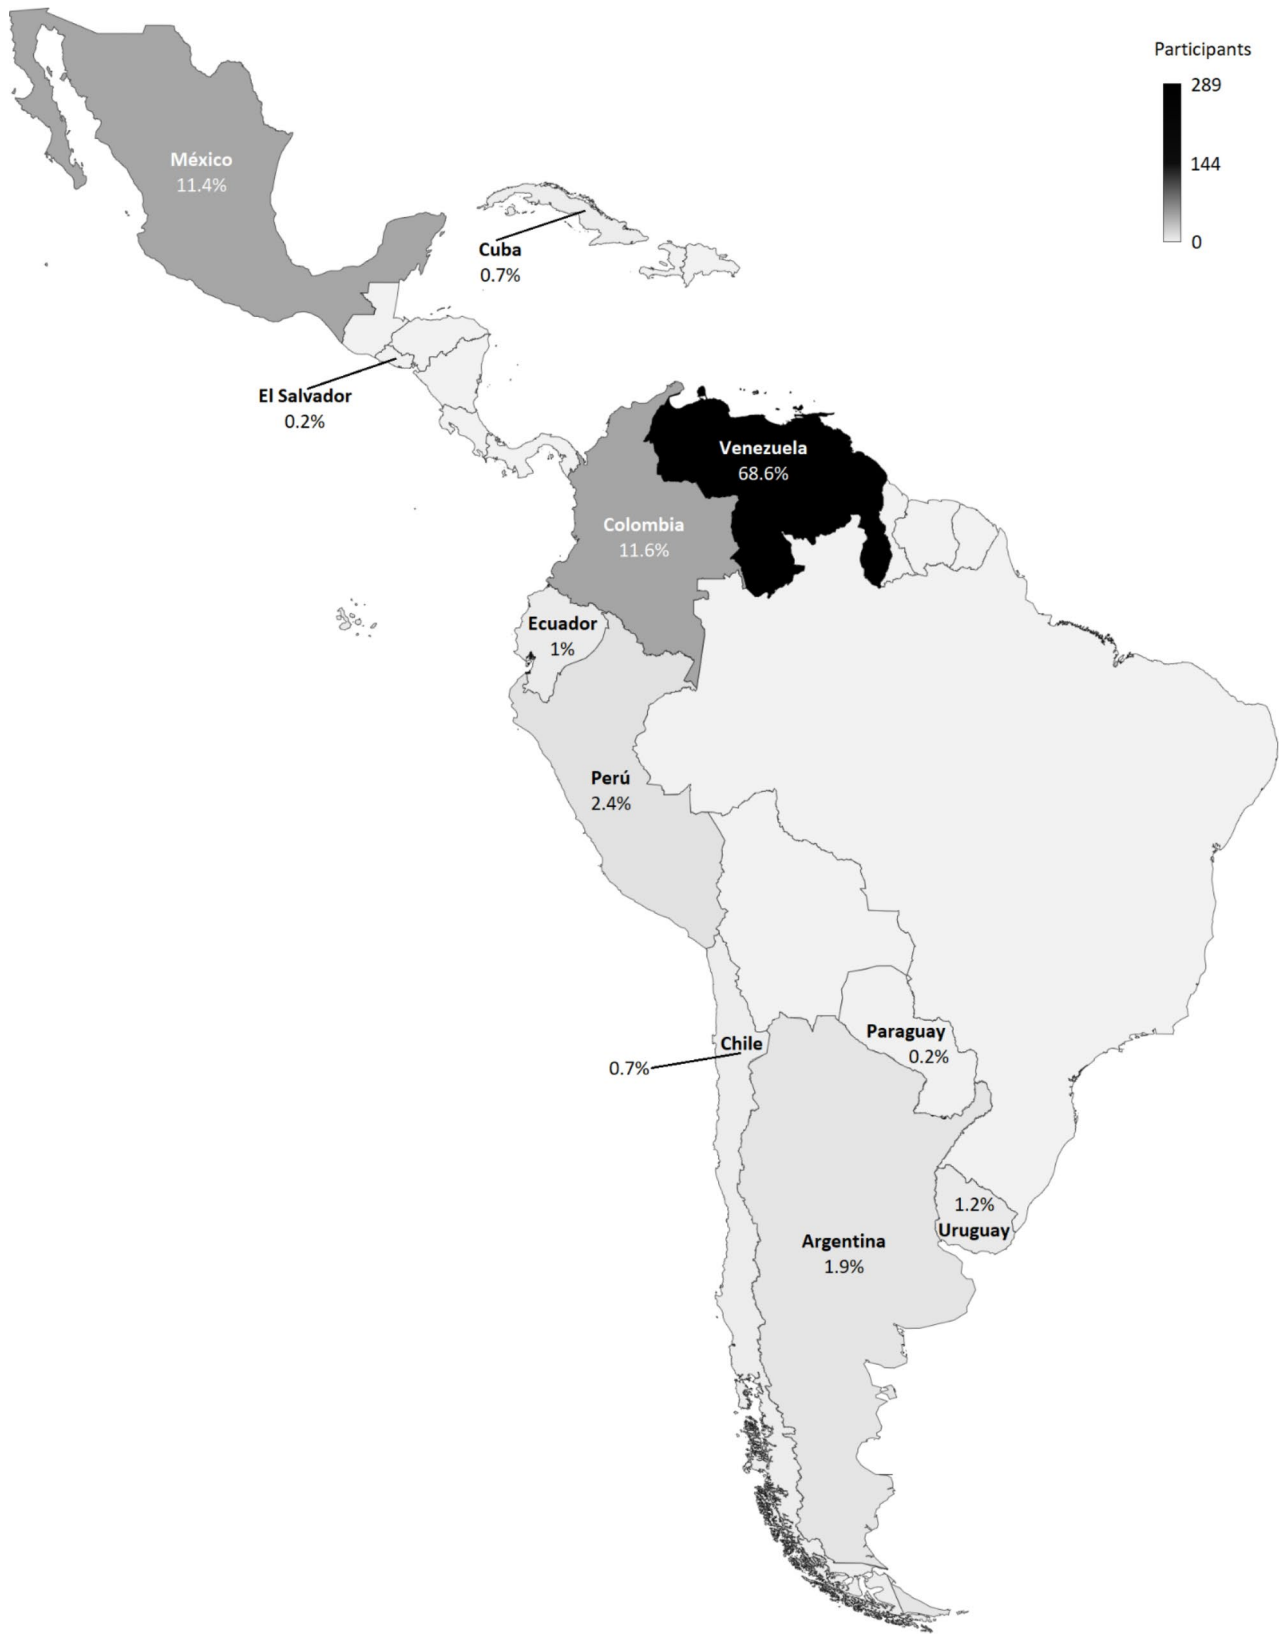 Participants
289
144
0
México
11.4%
Cuba
0.7%
El Salvador
0.2%
Venezuela
68.6%
Colombia
11.6%
Ecuador
1%
Perú
2.4%
Paraguay
0.2%
Chile
0.7%
1.2%
Uruguay
Argentina
1.9%